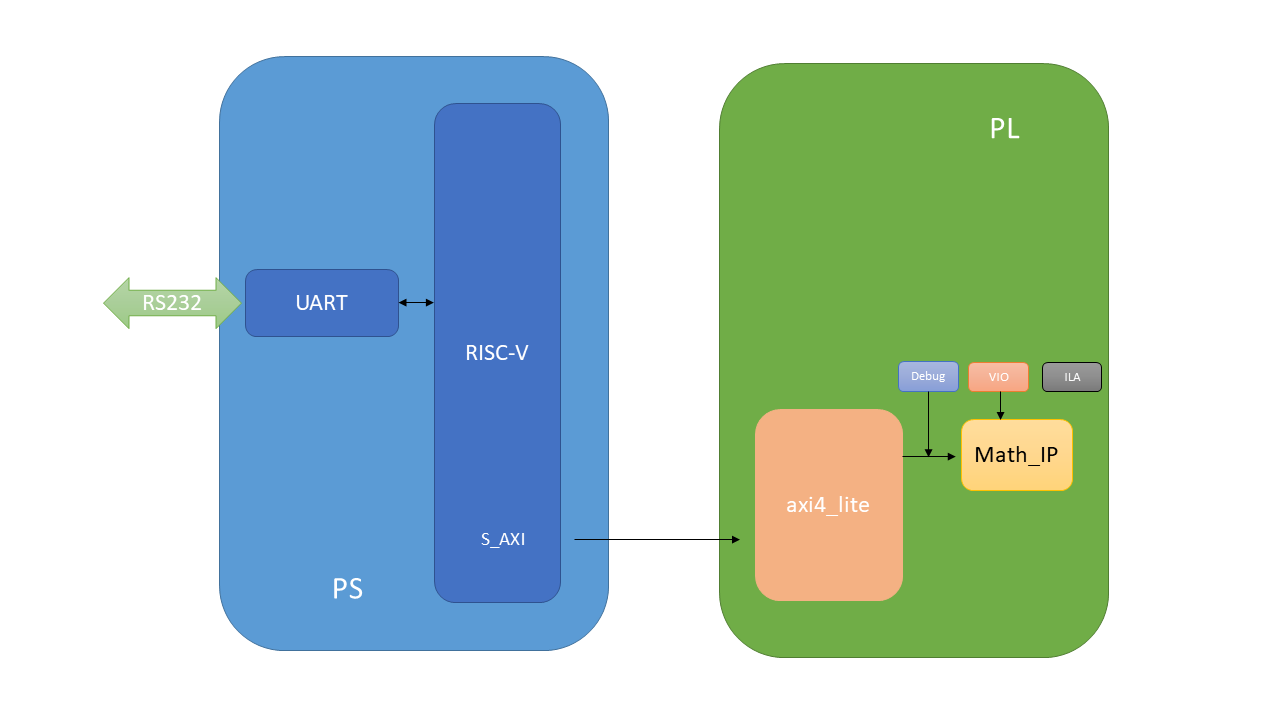 PL
RS232
UART
RISC-V
Debug
VIO
ILA
Math_IP
axi4_lite
S_AXI
PS